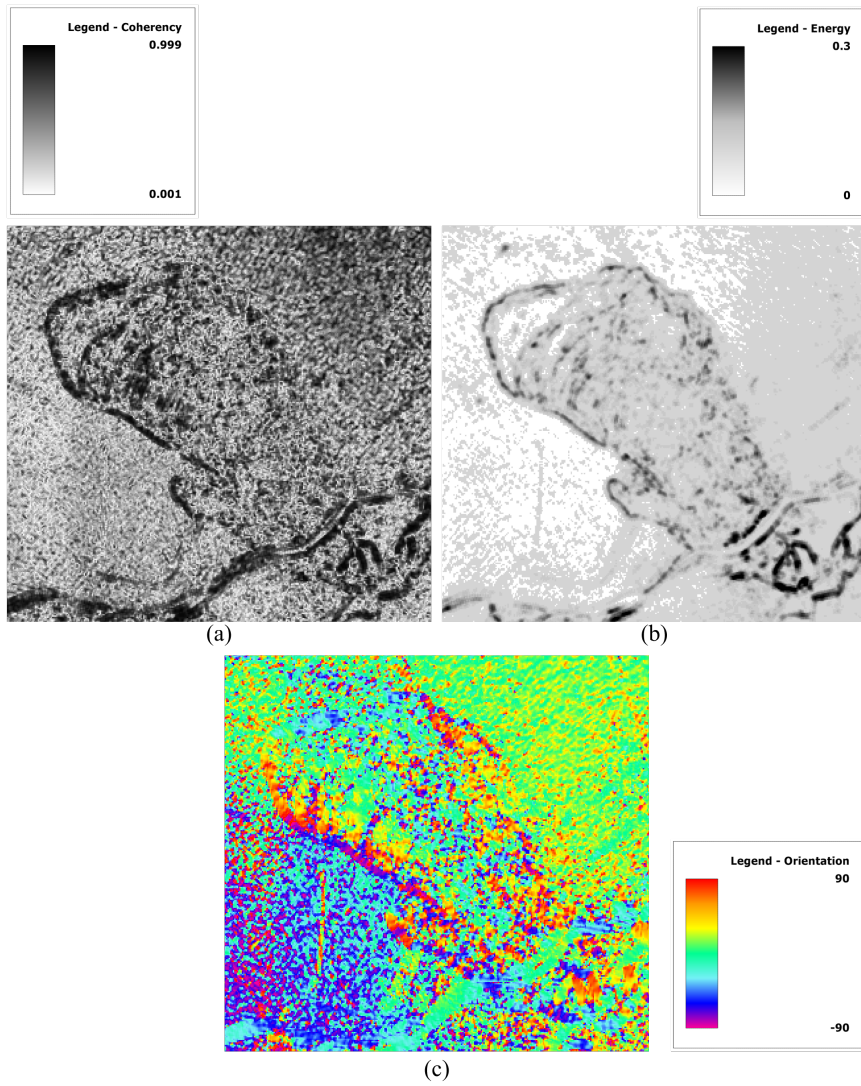 Legend - Coherency
0.999
0.001
Legend - Energy
0.3
0
(a)
(b)
Legend - Orientation
90
-90
(c)